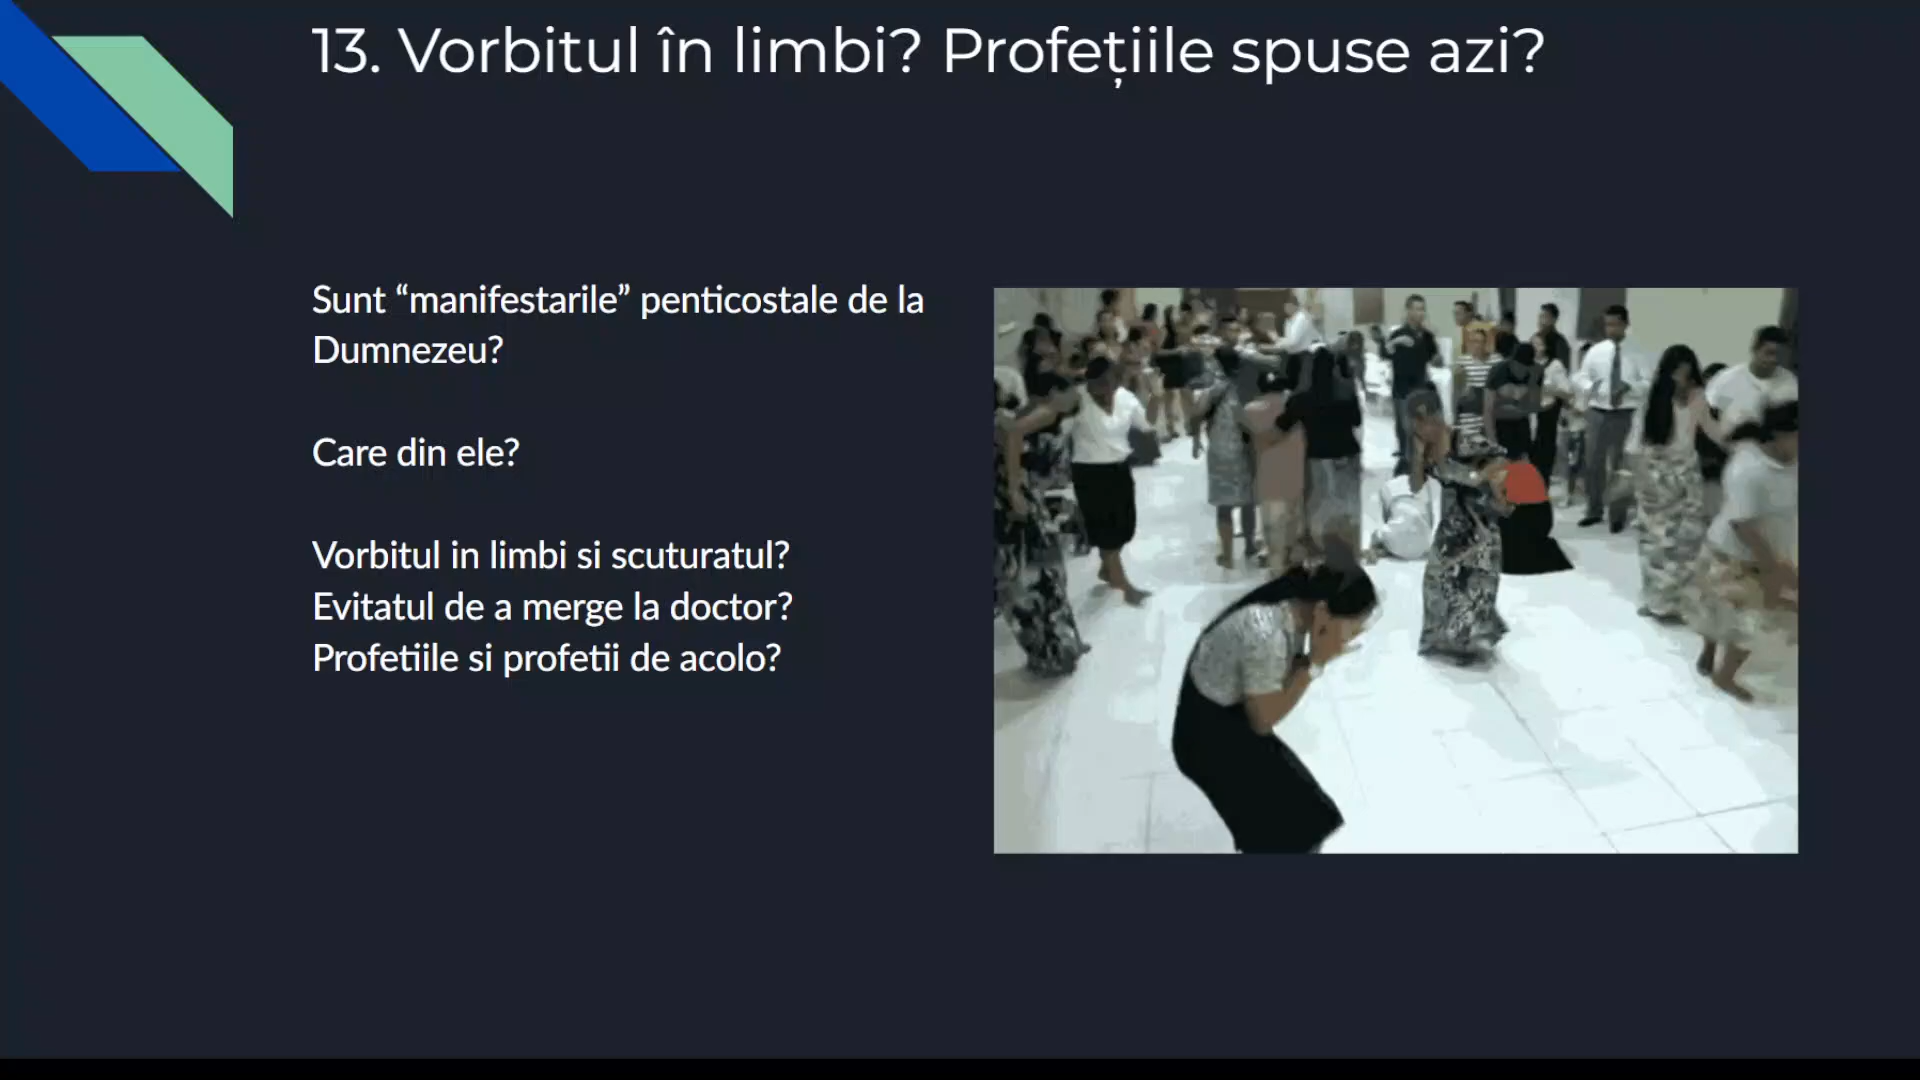 13. Vorbitul în limbi? Profețiile spuse azi?
Sunt “manifestarile” penticostale de la
Dumnezeu?
Care din ele?
Vorbitul in limbi si scuturatul?
Evitatul de a merge la doctor?
Profetiile si profetii de acolo?